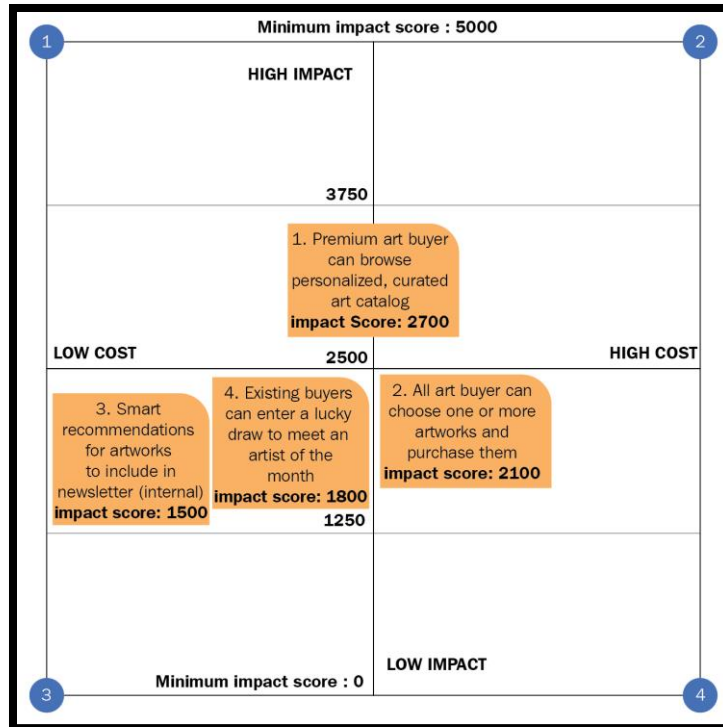 Minimum impact score : 5000
1
2
HIGH IMPACT
3750
1. Premium art buyer
can browse
personalized, curated
art catalog
impact Score: 2700
LOW COST
2500
HIGH COST
3. Smart
recommendations
for artworks
to include in
newsletter (internal)
impact score: 1500
4. Existing buyers
can enter a lucky
draw to meet an
artist of the
month
impact score: 1800
2. All art buyer can
choose one or more
artworks and
purchase them
impact score: 2100
1250
LOW IMPACT
Minimum impact score : 0
3
4